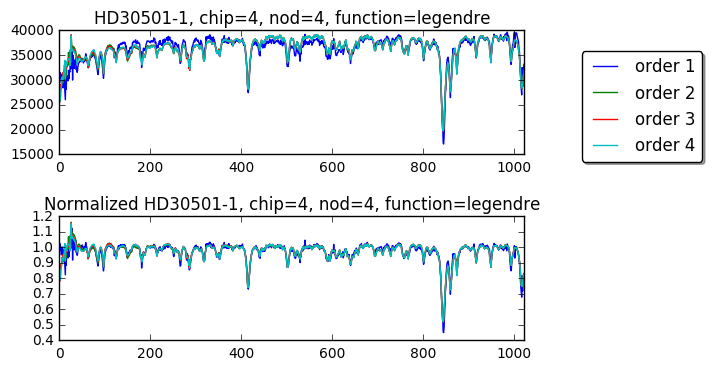 HD30501-1, chip=4, nod=4, function=legendre
40000
35000
30000
25000
20000
15000
0 200 400 600 800 1000
order 1
order 2
order 3
order 4
Normalized HD30501-1, chip=4, nod=4, function=legendre
1.2
1.1
1.0
0.9
0.8
0.7
0.6
0.5
0.4
0 200 400 600 800 1000